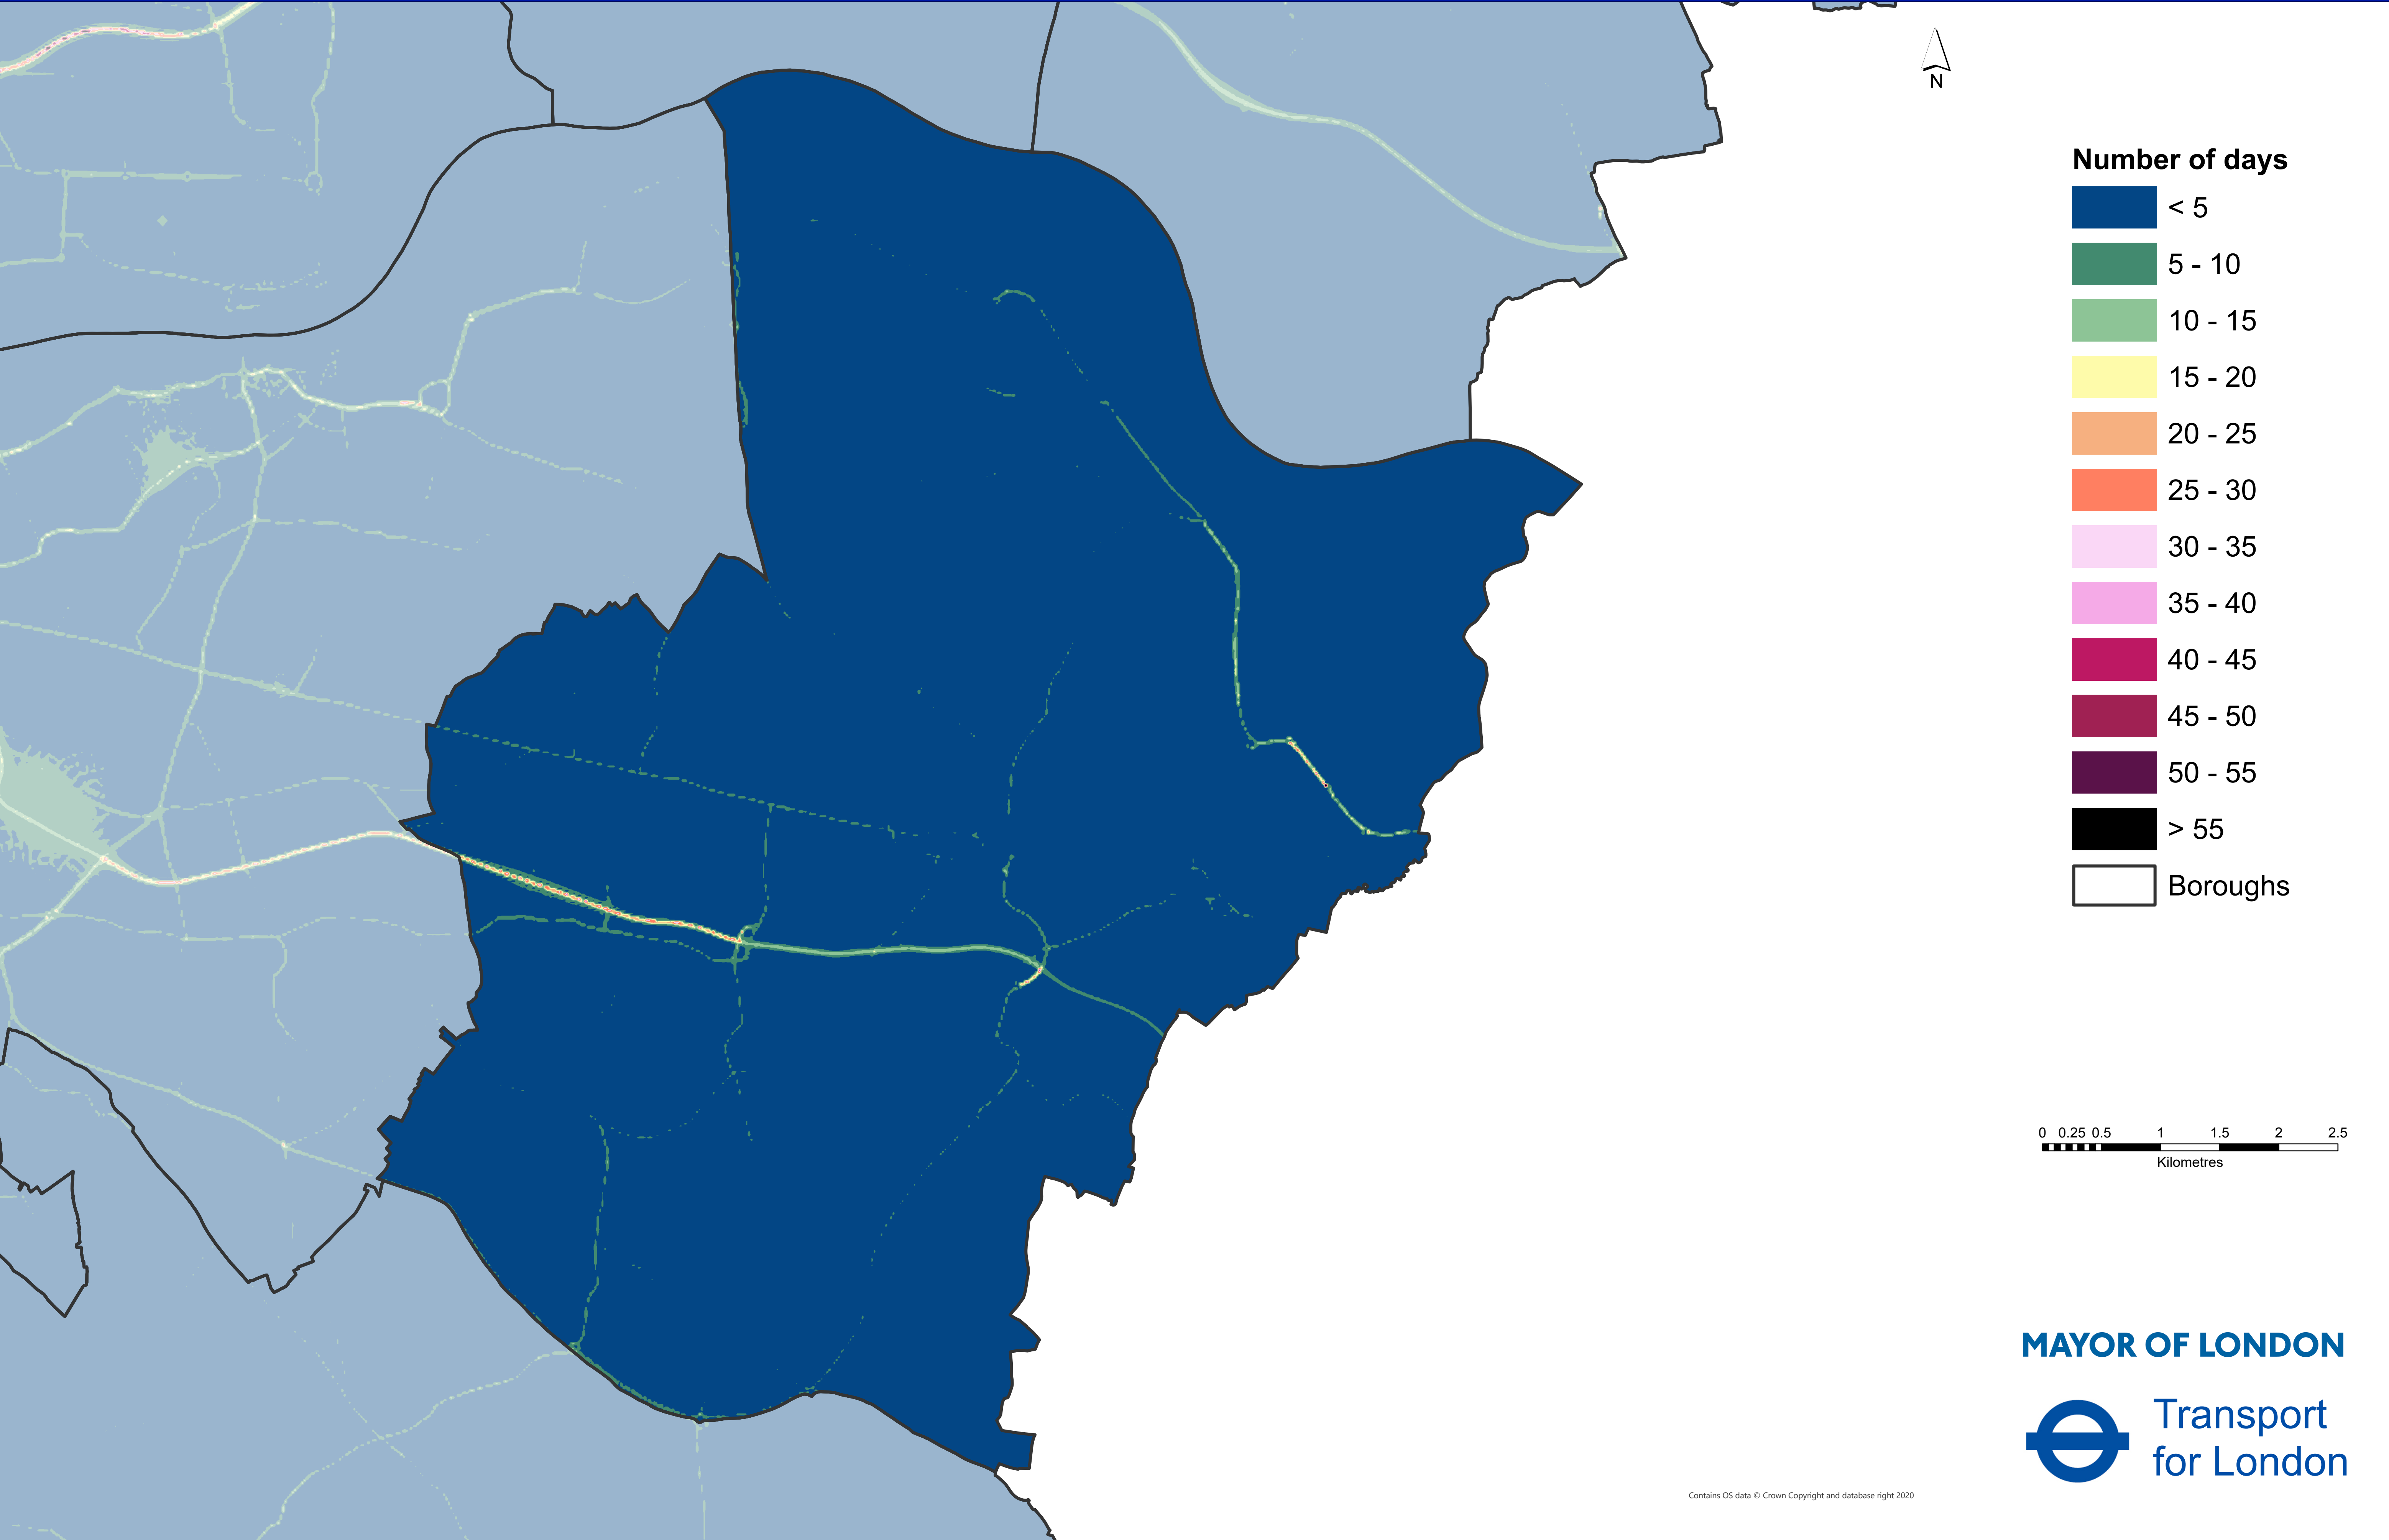 N
Number of days
< 5
5 - 10
10 - 15
15 - 20
20 - 25
25 - 30
30 - 35
35 - 40
40 - 45
45 - 50
50 - 55
> 55
Boroughs
0 0.25 0.5 1 1.5 2 2.5
Kilometres
MAYOR OF LONDON
Transport
for London
Contains OS data © Crown Copyright and database right 2020